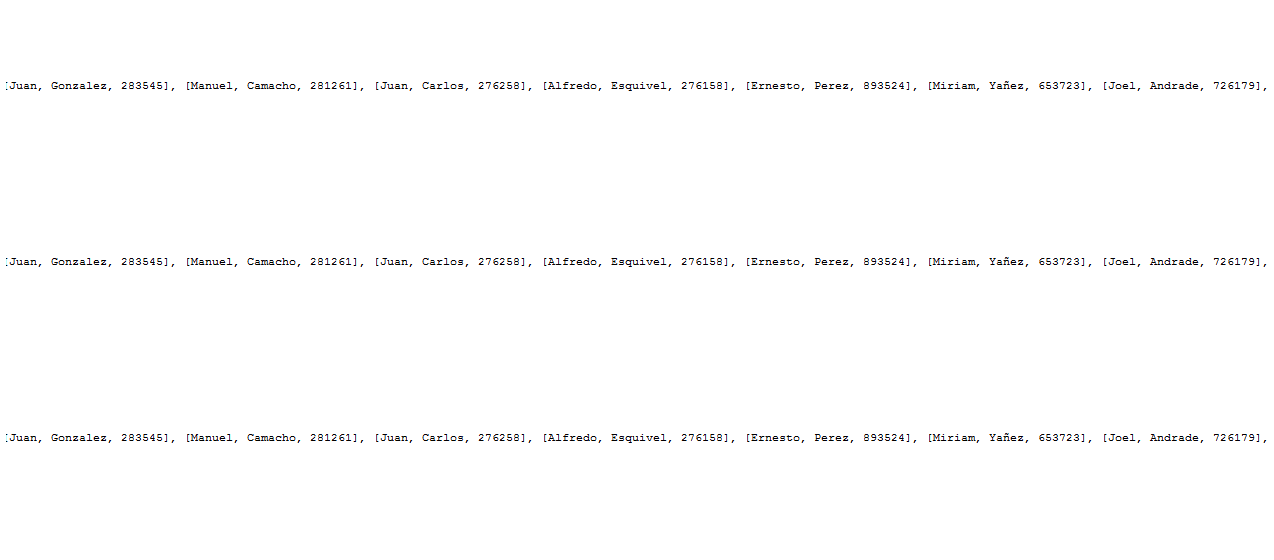 [Juan, Gonzalez, 283545], [Manuel, Camacho, 281261], [Juan, Carlos, 276258], [Alfredo, Esquivel, 276158], [Ernesto, Perez, 893524], [Miriam, Yañez, 653723], [Joel, Andrade, 726179],
[Juan, Gonzalez, 283545], [Manuel, Camacho, 281261], [Juan, Carlos, 276258], [Alfredo, Esquivel, 276158], [Ernesto, Perez, 893524], [Miriam, Yañez, 653723], [Joel, Andrade, 726179],
[Juan, Gonzalez, 283545], [Manuel, Camacho, 281261], [Juan, Carlos, 276258], [Alfredo, Esquivel, 276158], [Ernesto, Perez, 893524], [Miriam, Yañez, 653723], [Joel, Andrade, 726179],